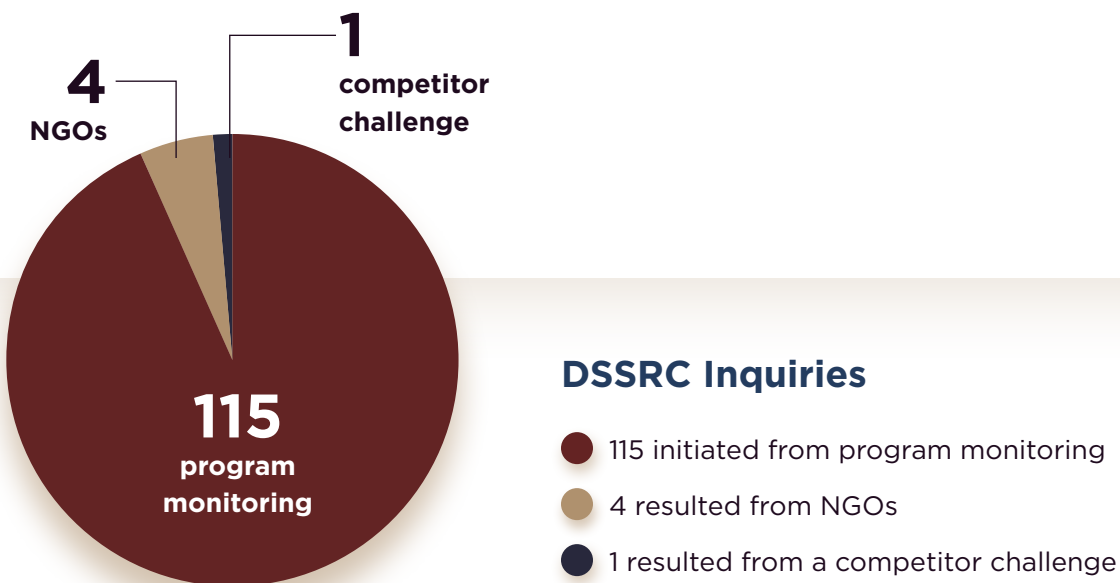 1
competitor
challenge
4
NGOs
115
program
monitoring
DSSRC Inquiries
115 initiated from program monitoring
4 resulted from NGOs
1 resulted from a competitor challenge